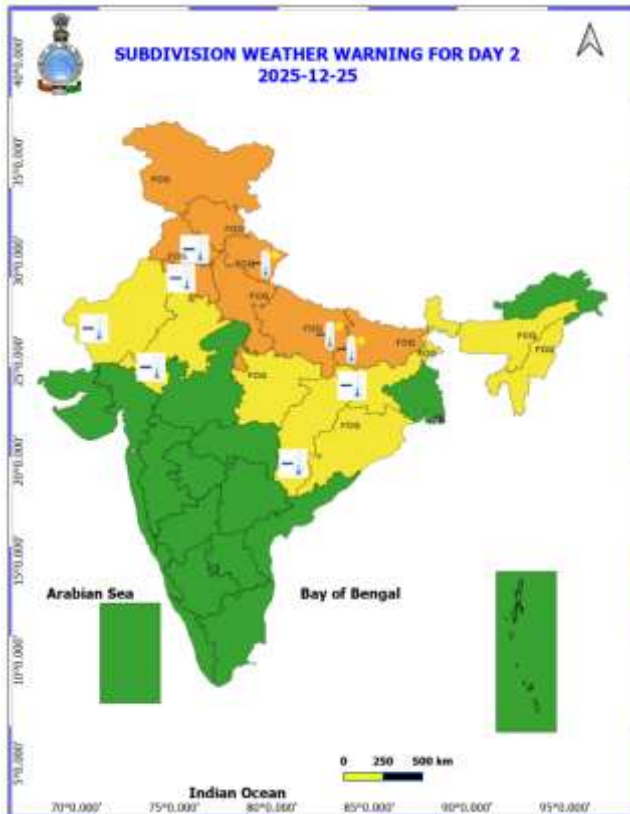 SUBDIVISION WEATHER WARNING FOR DAY 2
2025-12-25
40°0.000'
35°0.000'
30°0.000'
25°0.000'
20°0.000'
15°0.000'
10°0.000'
5°0.000'
FOG
FOG
FOG
FOG
FOG
FOG
FOG
FOG
FOG
FOG
FOG
FOG
Arabian Sea
Bay of Bengal
0 250 500 km
Indian Ocean
70°0.000' 75°0.000' 80°0.000' 85°0.000' 90°0.000' 95°0.000'